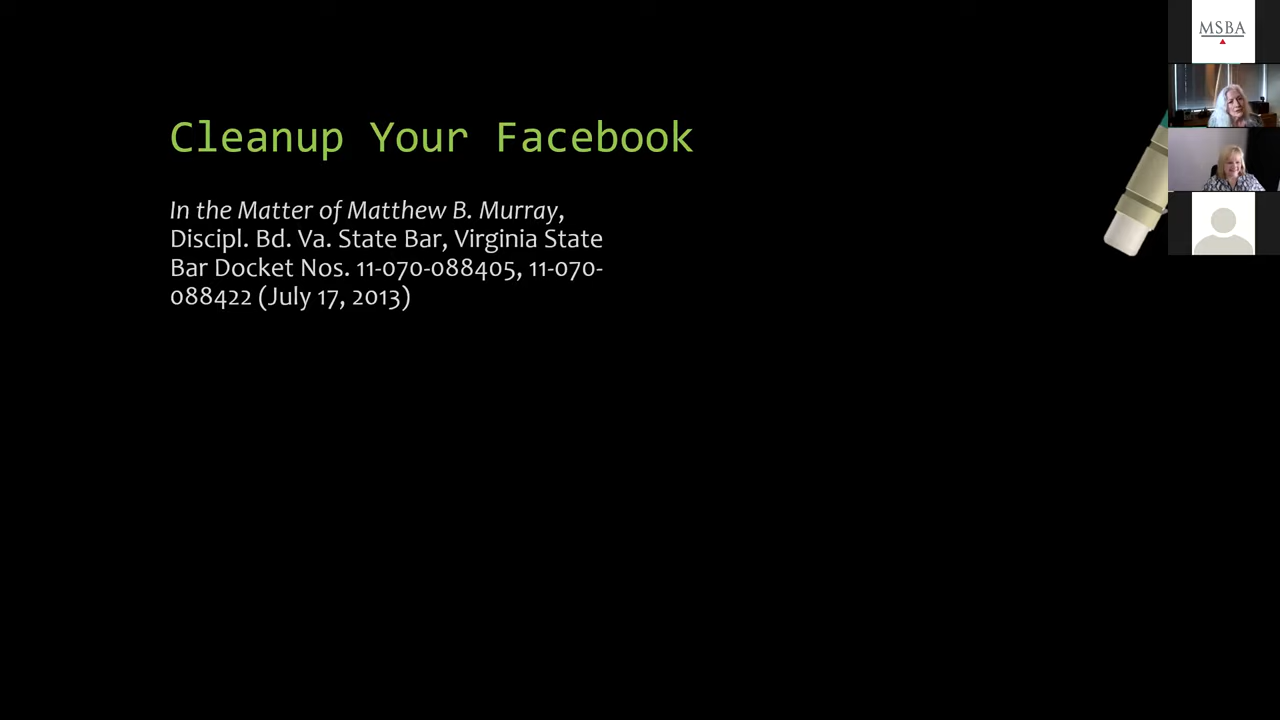 Cleanup Your Facebook
In the Matter of Matthew B. Murray,
Discipl. Bd. Va. State Bar, Virginia State
Bar Docket Nos. 11-070-088405, 11-070-
088422 (July 17, 2013)
MSBA